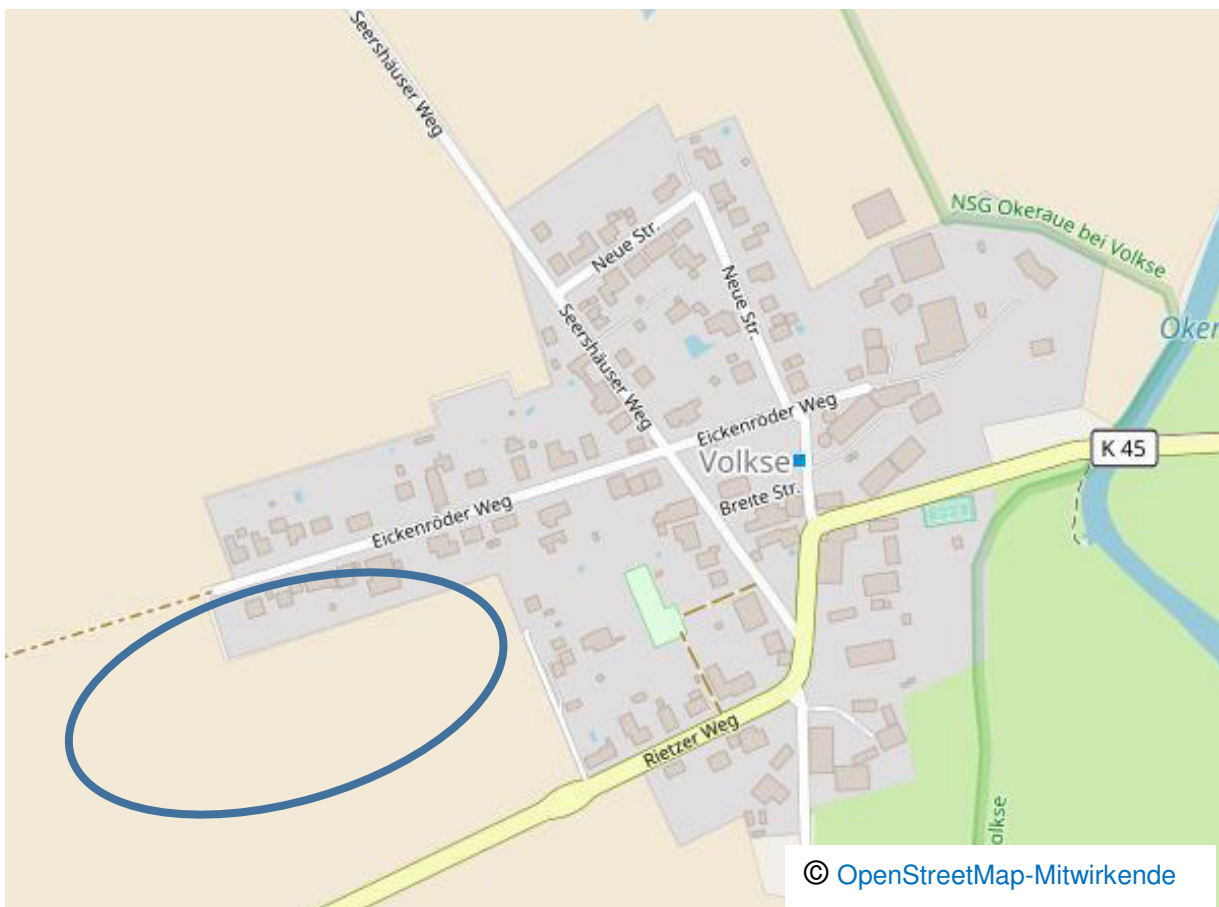 Seershäuser Weg
NSG Okeraue bei Volkse
Neue Str.
Neue Str.
Oker
Seershäuser Weg
Eickenröder Weg
K 45
Volkse
Breite Str.
Eickenröder Weg
Rietzer Weg
olkse
© OpenStreetMap-Mitwirkende